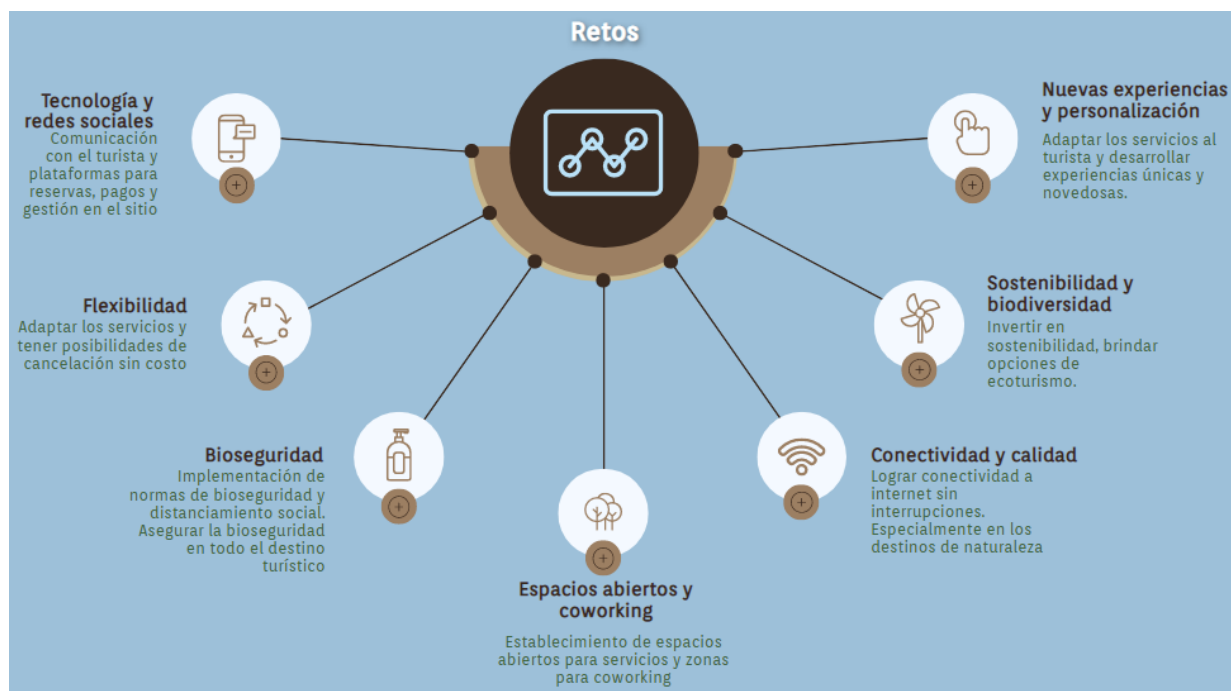 Retos
Tecnología y
redes sociales
Comunicación
con el turista y
plataformas para
reservas, pagos y
gestión en el sitio
Flexibilidad
Adaptar los servicios y
tener posibilidades de
cancelación sin costo
Bioseguridad
Implementación de
normas de bioseguridad y
distanciamiento social.
Asegurar la bioseguridad
en todo el destino
turístico
Espacios abiertos y
coworking
Establecimiento de espacios
abiertos para servicios y zonas
para coworking
Conectividad y calidad
Lograr conectividad a
internet sin
interrupciones.
Especialmente en los
destinos de naturaleza
Sostenibilidad y
biodiversidad
Invertir en
sostenibilidad, brindar
opciones de
ecoturismo.
Nuevas experiencias
y personalización
Adaptar los servicios al
turista y desarrollar
experiencias únicas y
novedosas.